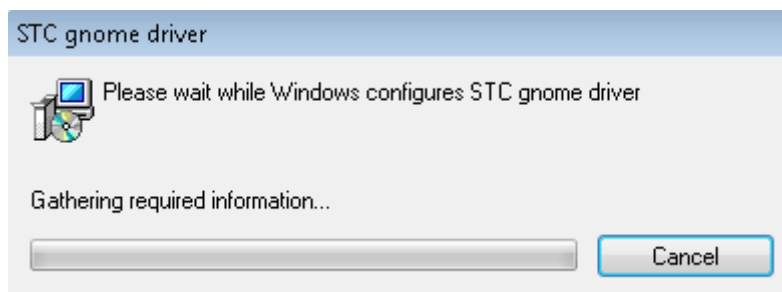 STC gnome driver
Please wait while Windows configures STC gnome driver
Gathering required information...
Cancel